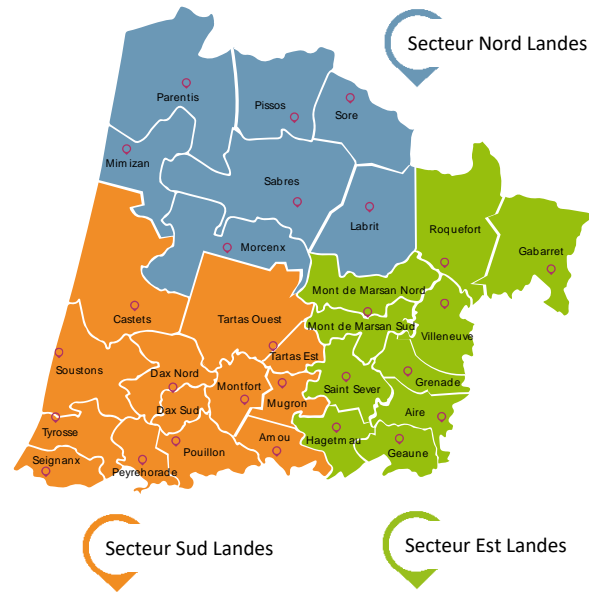 Secteur Nord Landes
Parentis
Pissos
Sore
Mimizan
Sabres
Labrit
Roquefort
Morcenx
Gabarret
Mont de Marsan Nord
Castets
Tartas Ouest
Mont de Marsan Sud
Villeneuve
Tartas Est
Soustons
Dax Nord
Montfort
Saint Sever
Grenade
Mugron
Dax Sud
Aire
Tyrosse
Amou
Hagetmau
Pouillon
Geaune
Seignanx
Peyrehorade
Secteur Sud Landes
Secteur Est Landes